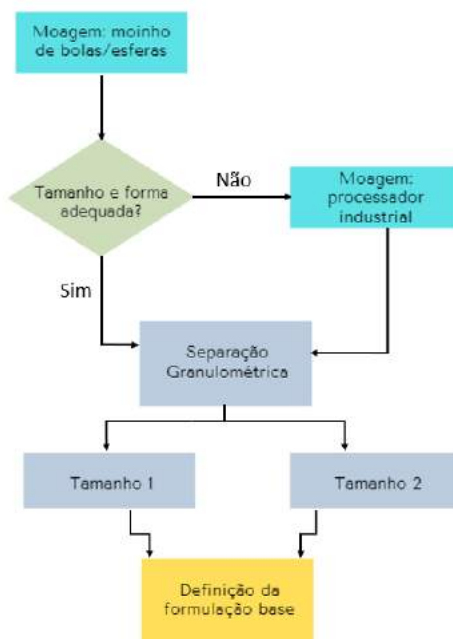 Moagem: moinho
de bolas/esferas
Tamanho e forma
adequada?
Não
Moagem:
processador
industrial
Sim
Separação
Granulométrica
Tamanho 1
Tamanho 2
Definição da
formulação base